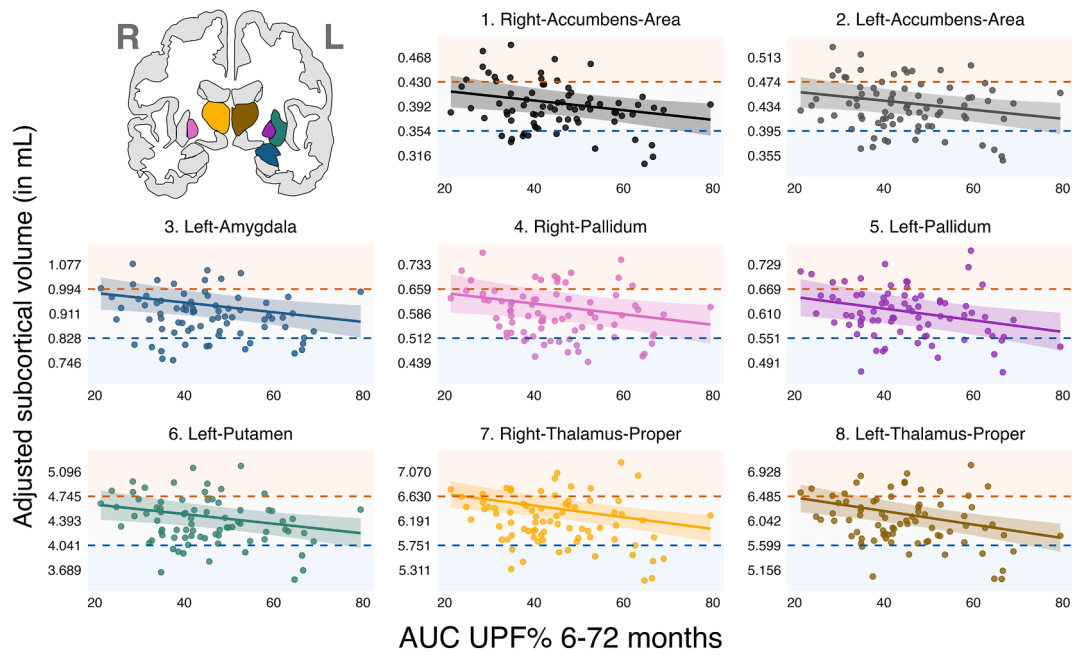 R L
1. Right-Accumbens-Area
0.468
0.430
0.392
0.354
0.316
20 40 60 80
2. Left-Accumbens-Area
0.513
0.474
0.434
0.395
0.355
20 40 60 80
3. Left-Amygdala
1.077
0.994
0.911
0.828
0.746
20 40 60 80
4. Right-Pallidum
0.733
0.659
0.586
0.512
0.439
20 40 60 80
5. Left-Pallidum
0.729
0.669
0.610
0.551
0.491
20 40 60 80
6. Left-Putamen
5.096
4.745
4.393
4.041
3.689
20 40 60 80
7. Right-Thalamus-Proper
7.070
6.630
6.191
5.751
5.311
20 40 60 80
8. Left-Thalamus-Proper
6.928
6.485
6.042
5.599
5.156
20 40 60 80
Adjusted subcortical volume (in mL)
AUC UPF% 6-72 months